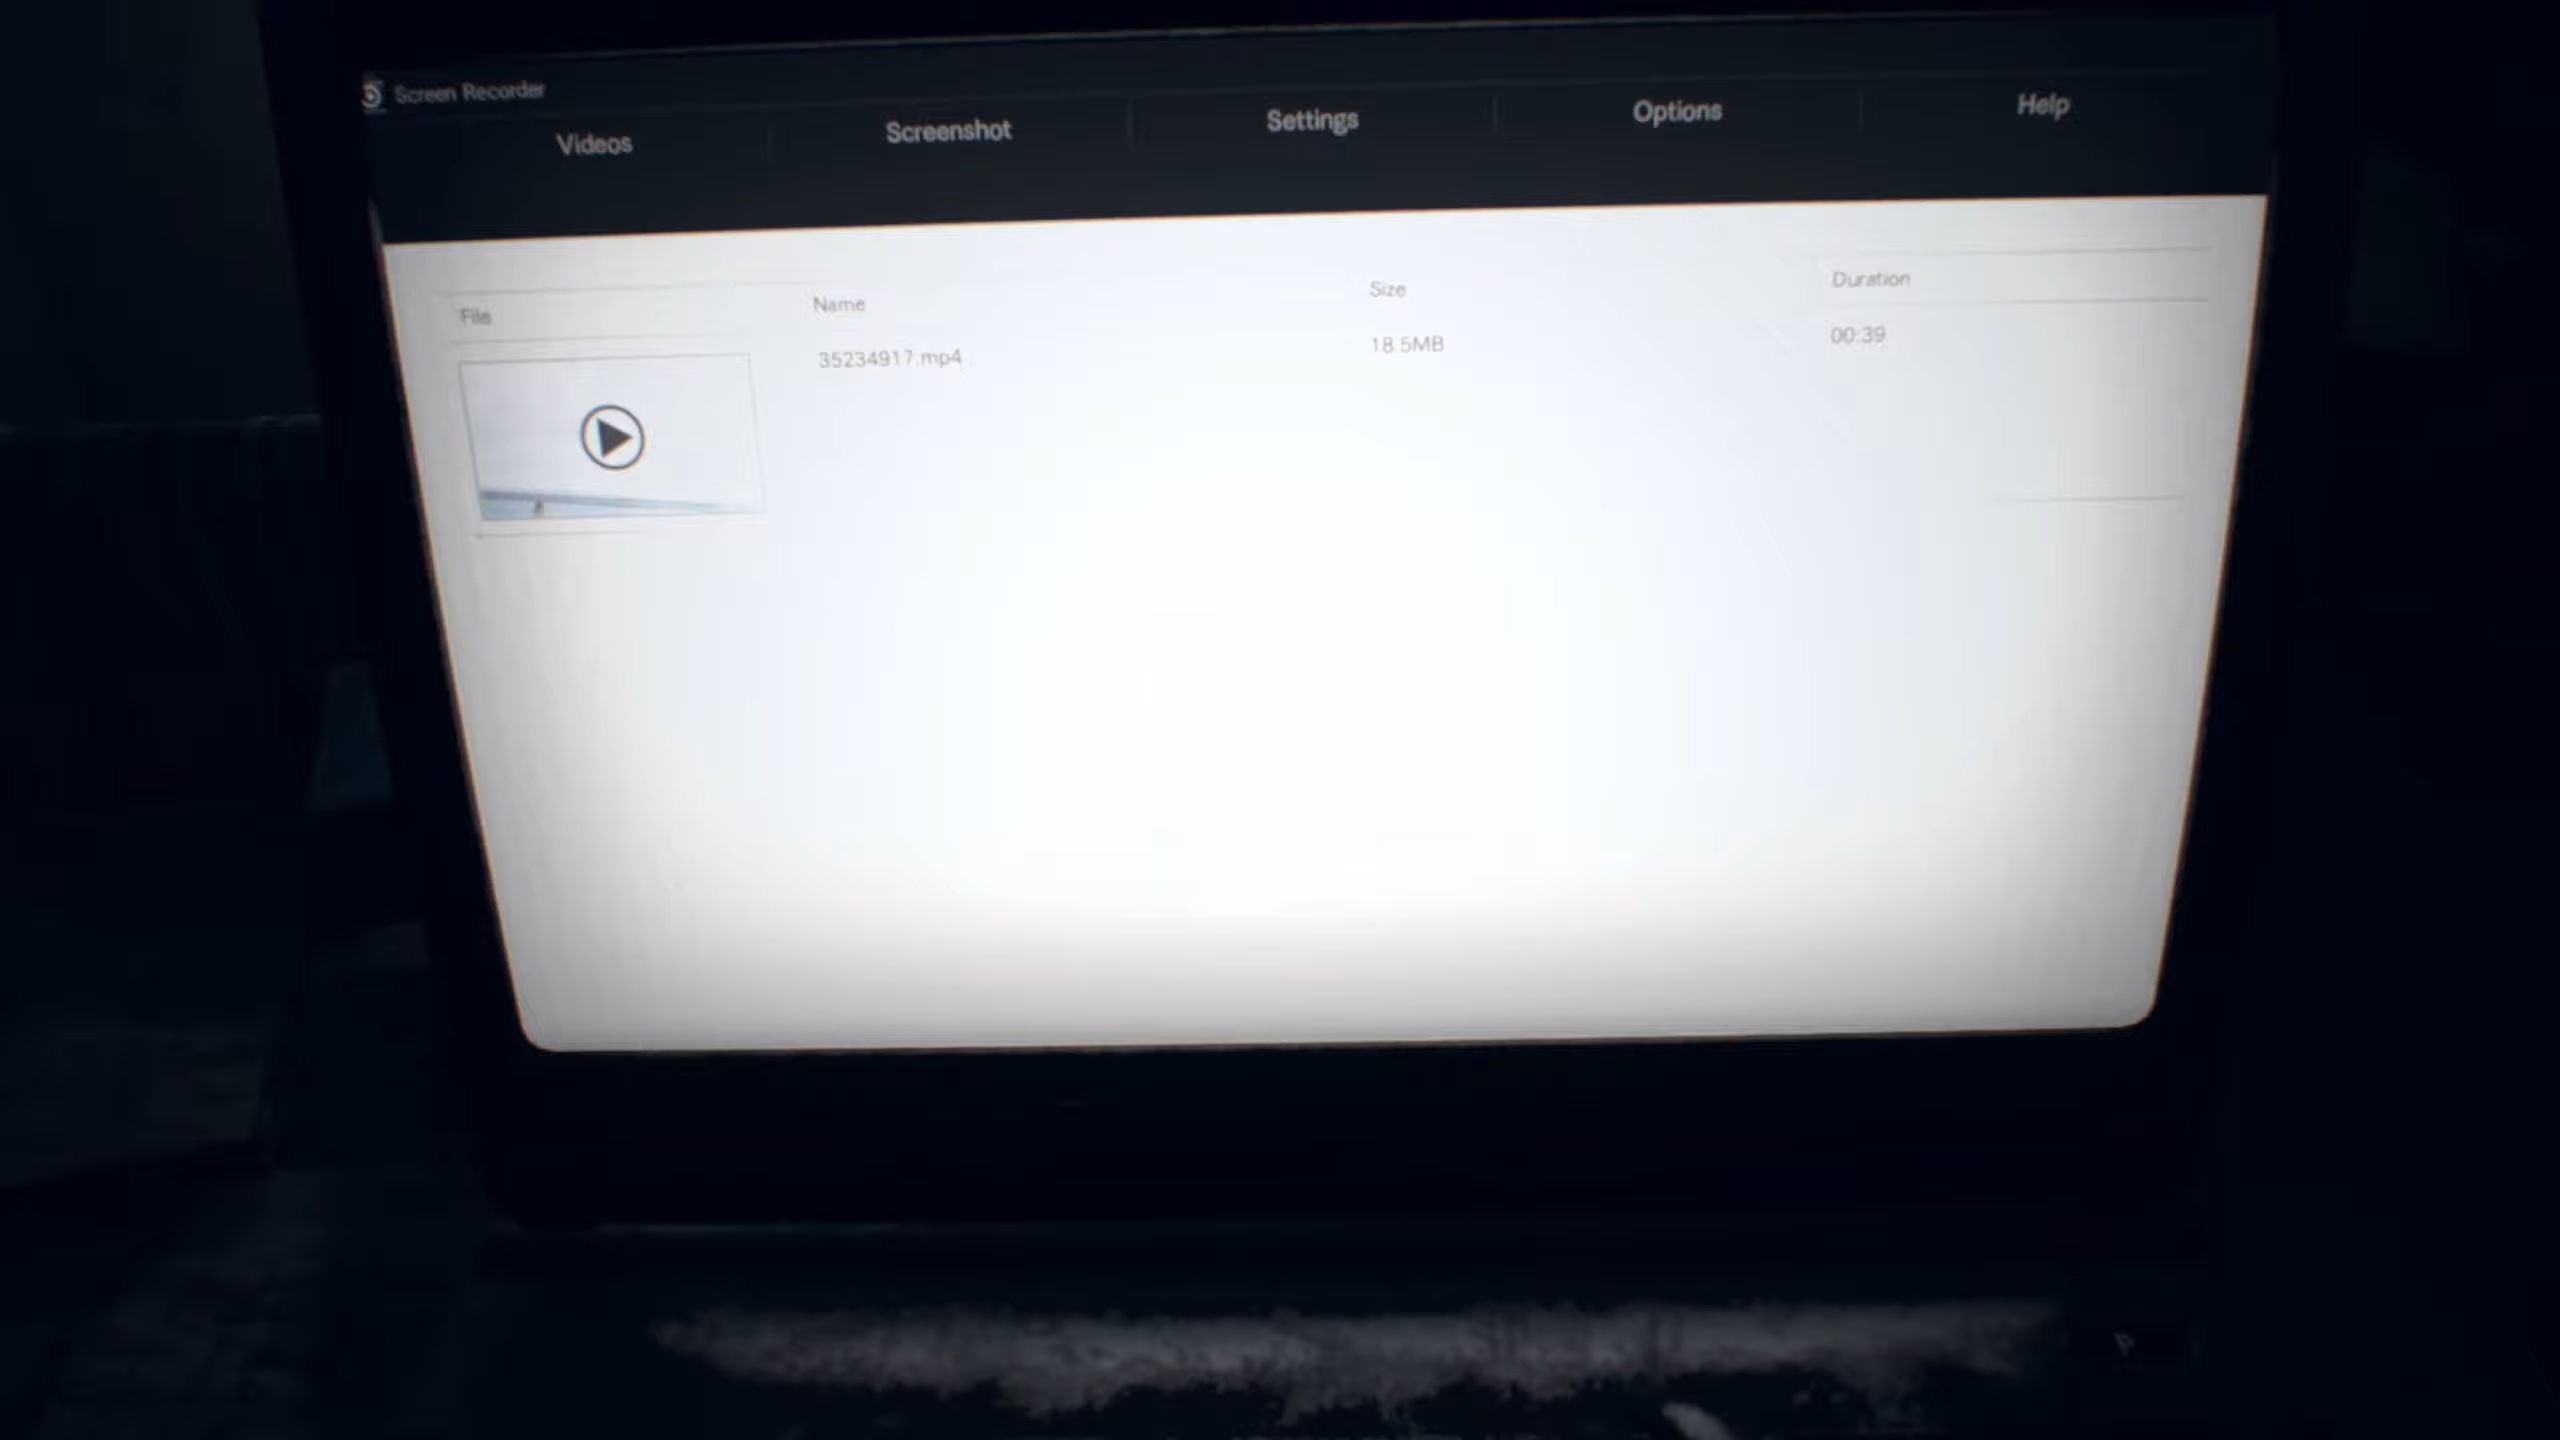 Screen Recorder
Videos Screenshot Settings Options Help
File Name Size Duration
35234917.mp4 18.5MB 00:39